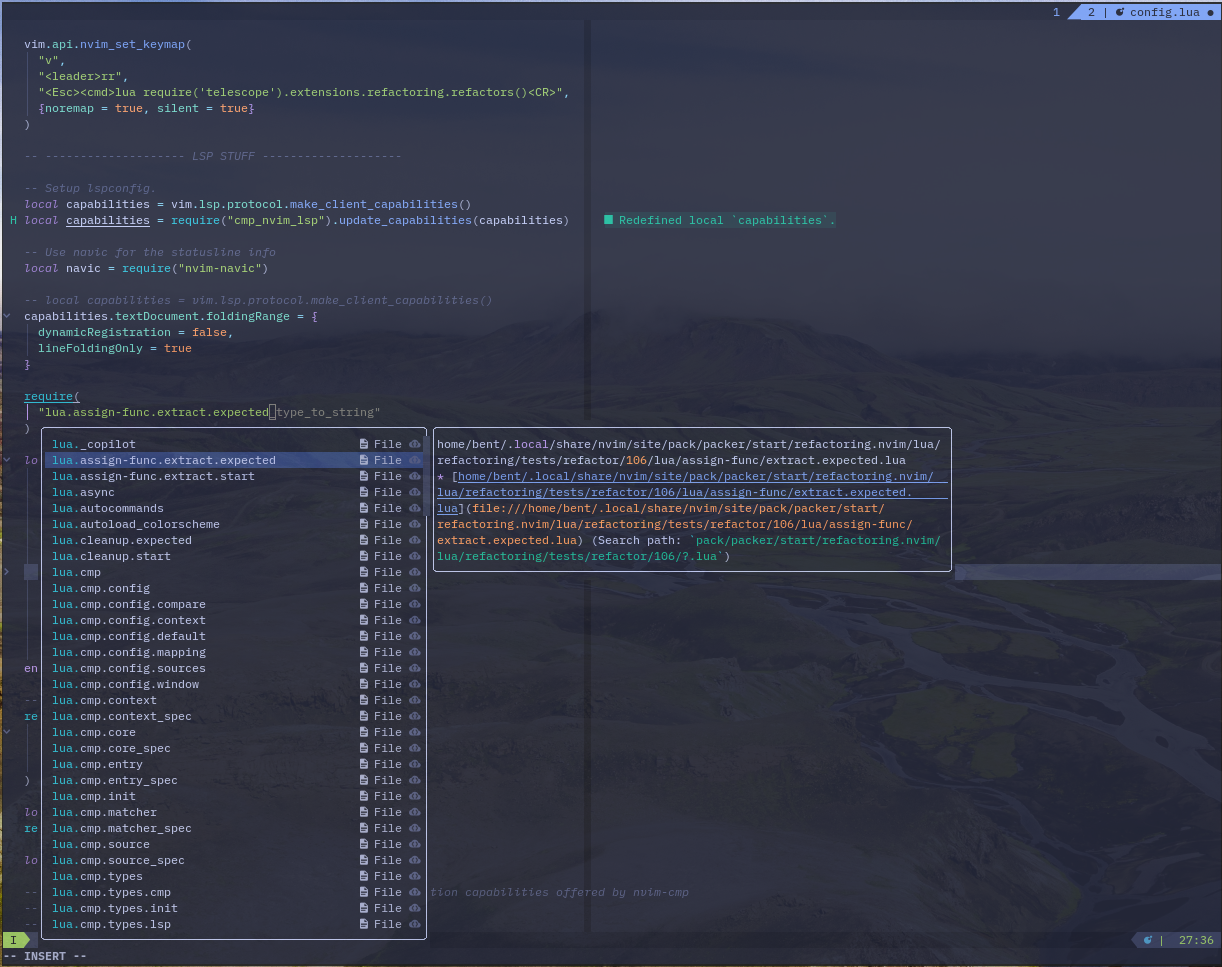 1 2 | config.lua ●
vim.api.nvim_set_keymap(
"v",
"<leader>rr",
"<Esc><cmd>lua require('telescope').extensions.refactoring.refactors()<CR>",
{noremap = true, silent = true}
)
-- -------------------- LSP STUFF --------------------
-- Setup lspconfig.
local capabilities = vim.lsp.protocol.make_client_capabilities()
H local capabilities = require("cmp_nvim_lsp").update_capabilities(capabilities) ■ Redefined local `capabilities`.
-- Use navic for the statusline info
local navic = require("nvim-navic")
-- local capabilities = vim.lsp.protocol.make_client_capabilities()
capabilities.textDocument.foldingRange = {
dynamicRegistration = false,
lineFoldingOnly = true
}
require(
"lua.assign-func.extract.expected type_to_string"
)
lua._copilot File
lo lua.assign-func.extract.expected File
lua.assign-func.extract.start File
lua.async File
lua.autocommands File
lua.autoload_colorscheme File
lua.cleanup.expected File
lua.cleanup.start File
lua.cmp File
lua.cmp.config File
lua.cmp.config.compare File
lua.cmp.config.context File
lua.cmp.config.default File
lua.cmp.config.mapping File
en lua.cmp.config.sources File
lua.cmp.config.window File
-- lua.cmp.context File
re lua.cmp.context_spec File
lua.cmp.core File
lua.cmp.core_spec File
lua.cmp.entry File
) lua.cmp.entry_spec File
lua.cmp.init File
lo lua.cmp.matcher File
re lua.cmp.matcher_spec File
lua.cmp.source File
lo lua.cmp.source_spec File
lua.cmp.types File
-- lua.cmp.types.cmp File tion capabilities offered by nvim-cmp
-- lua.cmp.types.init File
-- lua.cmp.types.lsp File
home/bent/.local/share/nvim/site/pack/packer/start/refactoring.nvim/lua/
refactoring/tests/refactor/106/lua/assign-func/extract.expected.lua
* [home/bent/.local/share/nvim/site/pack/packer/start/refactoring.nvim/
lua/refactoring/tests/refactor/106/lua/assign-func/extract.expected.
lua](file:///home/bent/.local/share/nvim/site/pack/packer/start/
refactoring.nvim/lua/refactoring/tests/refactor/106/lua/assign-func/
extract.expected.lua) (Search path: `pack/packer/start/refactoring.nvim/
lua/refactoring/tests/refactor/106/?.lua`)
I | 27:36
-- INSERT --